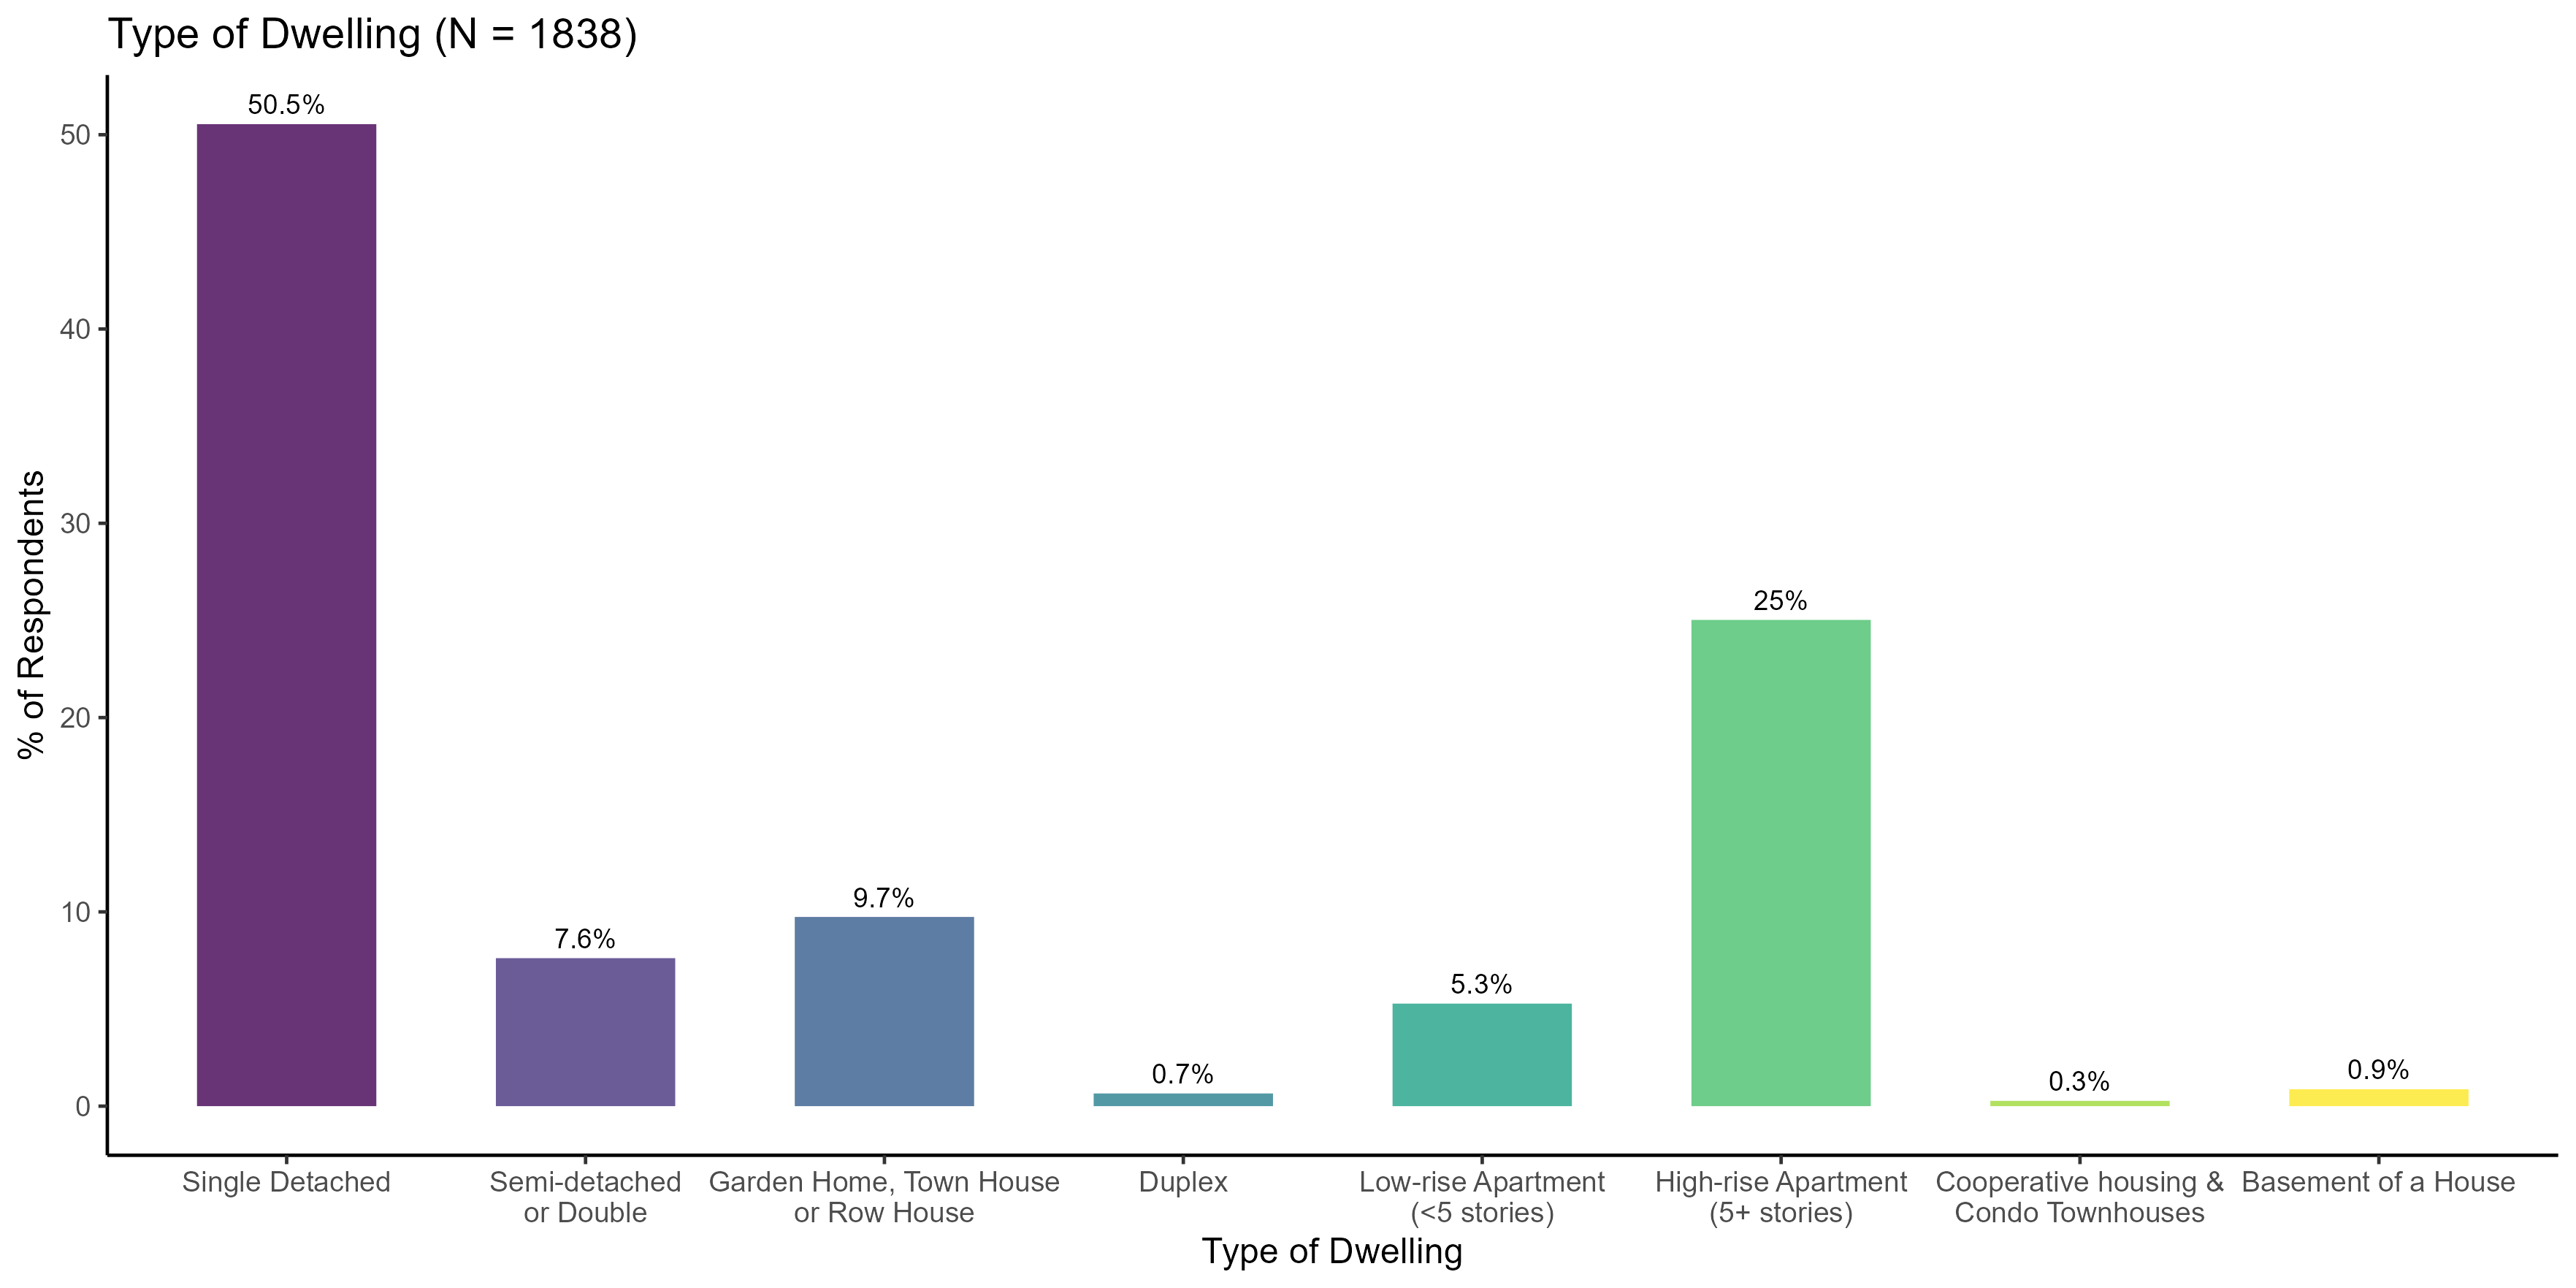 Type of Dwelling (N = 1838)
% of Respondents
50
40
30
20
10
0
50.5%
7.6%
9.7%
0.7%
5.3%
25%
0.3%
0.9%
Single Detached
Semi-detached
or Double
Garden Home, Town House
or Row House
Duplex
Low-rise Apartment
(<5 stories)
High-rise Apartment
(5+ stories)
Cooperative housing &
Condo Townhouses
Basement of a House
Type of Dwelling